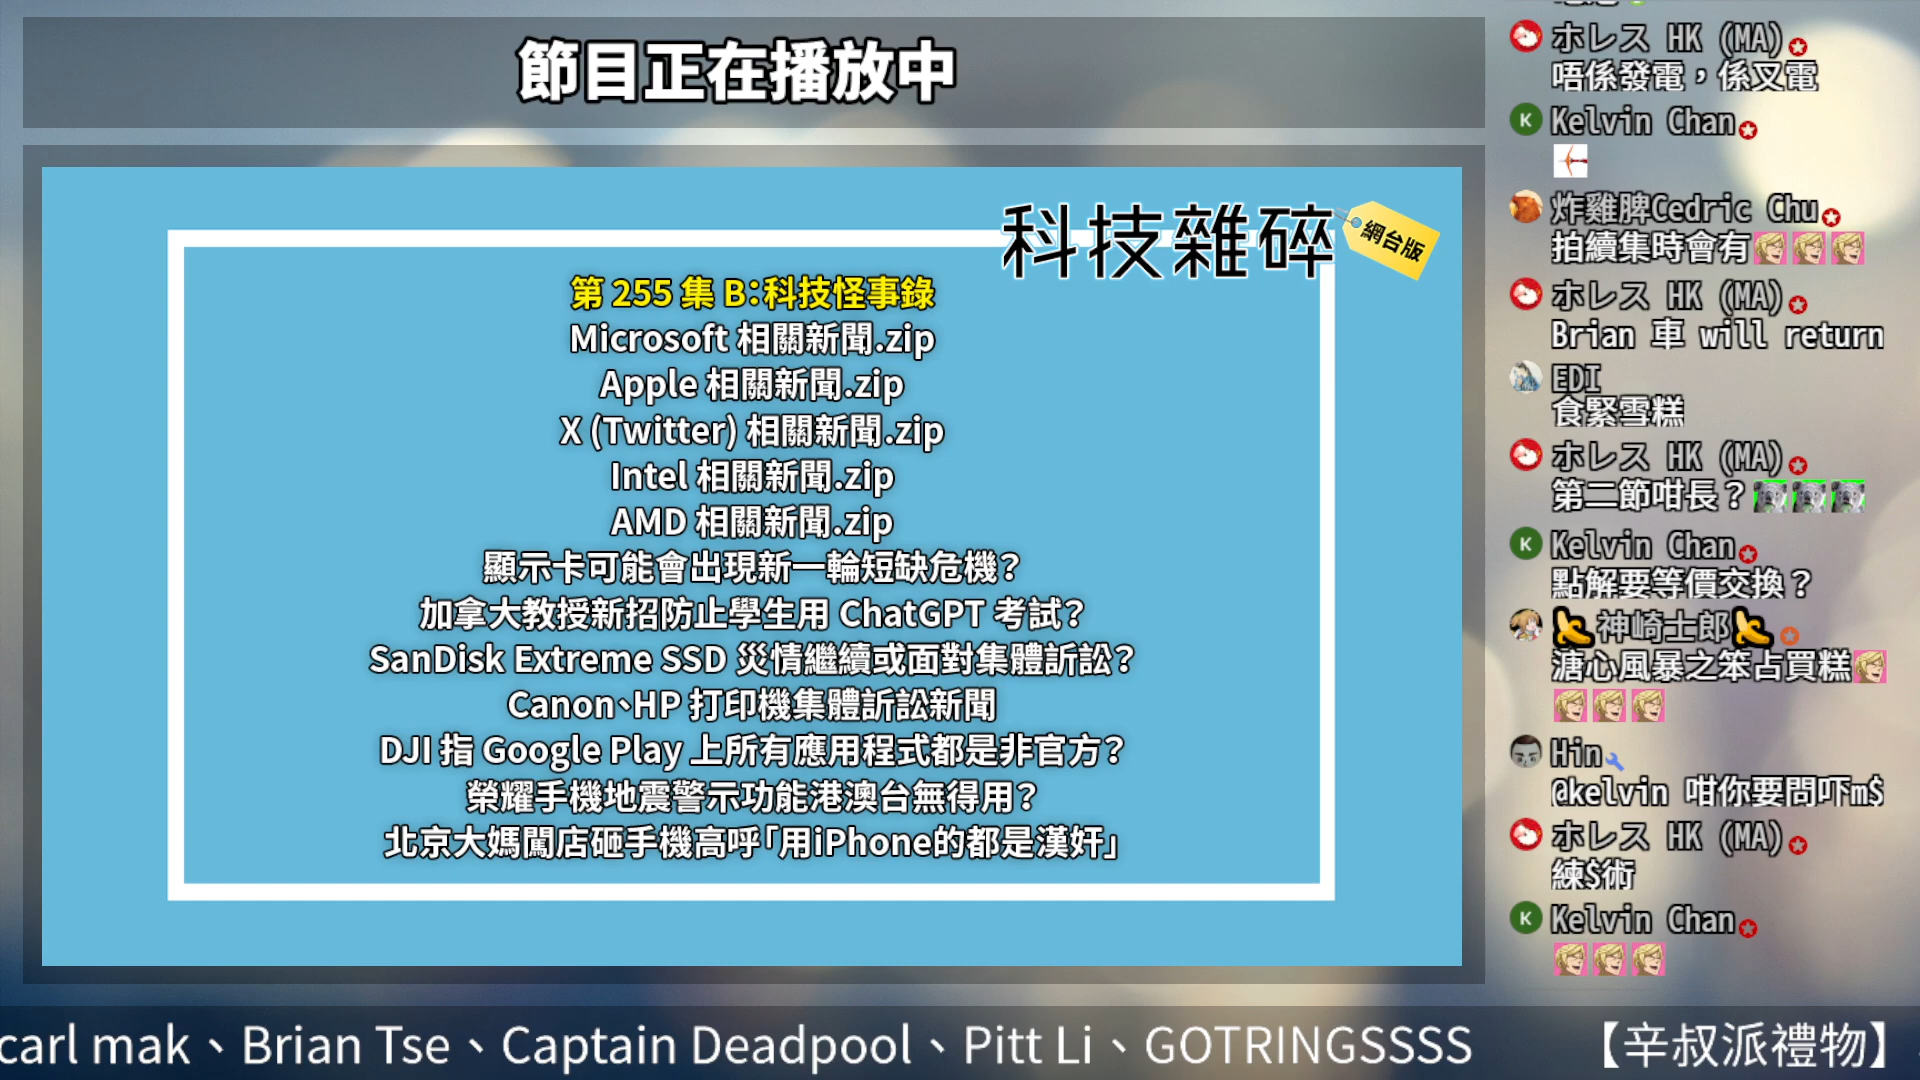 節目正在播放中
科技雜碎
網台版
第 255 集 B：科技怪事錄
Microsoft 相關新聞.zip
Apple 相關新聞.zip
X (Twitter) 相關新聞.zip
Intel 相關新聞.zip
AMD 相關新聞.zip
顯示卡可能會出現新一輪短缺危機？
加拿大教授新招防止學生用 ChatGPT 考試？
SanDisk Extreme SSD 災情繼續或面對集體訴訟？
Canon、HP 打印機集體訴訟新聞
DJI 指 Google Play 上所有應用程式都是非官方？
榮耀手機地震警示功能港澳台無得用？
北京大媽闖店砸手機高呼「用iPhone的都是漢奸」
ホレス HK (MA)
唔係發電，係又電
K
Kelvin Chan
炸雞脾Cedric Chu
拍續集時會有
ホレス HK (MA)
Brian 車 will return
EDI
食緊雪糕
ホレス HK (MA)
第二節咁長？
K
Kelvin Chan
點解要等價交換？
神崎士郎
溏心風暴之笨占買糕
Hin
@kelvin 咁你要問吓m$
ホレス HK (MA)
練$術
K
Kelvin Chan
carl mak、Brian Tse、Captain Deadpool、Pitt Li、GOTRINGSSSS
【辛叔派禮物】